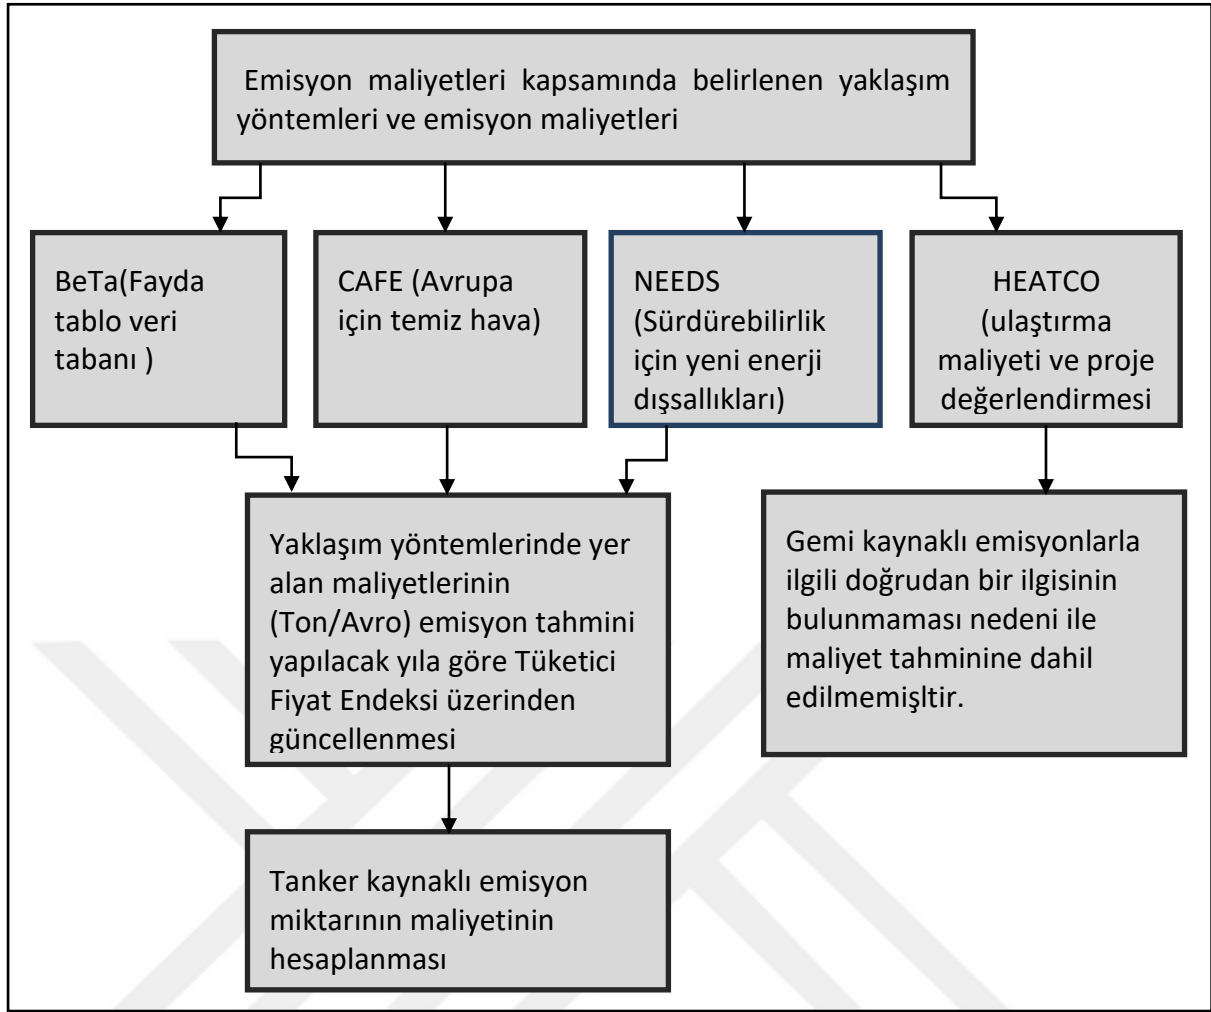 Emisyon maliyetleri kapsamında belirlenen yaklaşım
yöntemleri ve emisyon maliyetleri
BeTa(Fayda
tablo veri
tabanı )
CAFE (Avrupa
için temiz hava)
NEEDS
(Sürdürebilirlik
için yeni enerji
dışsallıkları)
HEATCO
(ulaştırma
maliyeti ve proje
değerlendirmesi
Yaklaşım yöntemlerinde yer
alan maliyetlerinin
(Ton/Avro) emisyon tahmini
yapılacak yıla göre Tüketici
Fiyat Endeksi üzerinden
güncellenmesi
Gemi kaynaklı emisyonlarla
ilgili doğrudan bir ilgisinin
bulunmaması nedeni ile
maliyet tahminine dahil
edilmemişltir.
Tanker kaynaklı emisyon
miktarının maliyetinin
hesaplanması